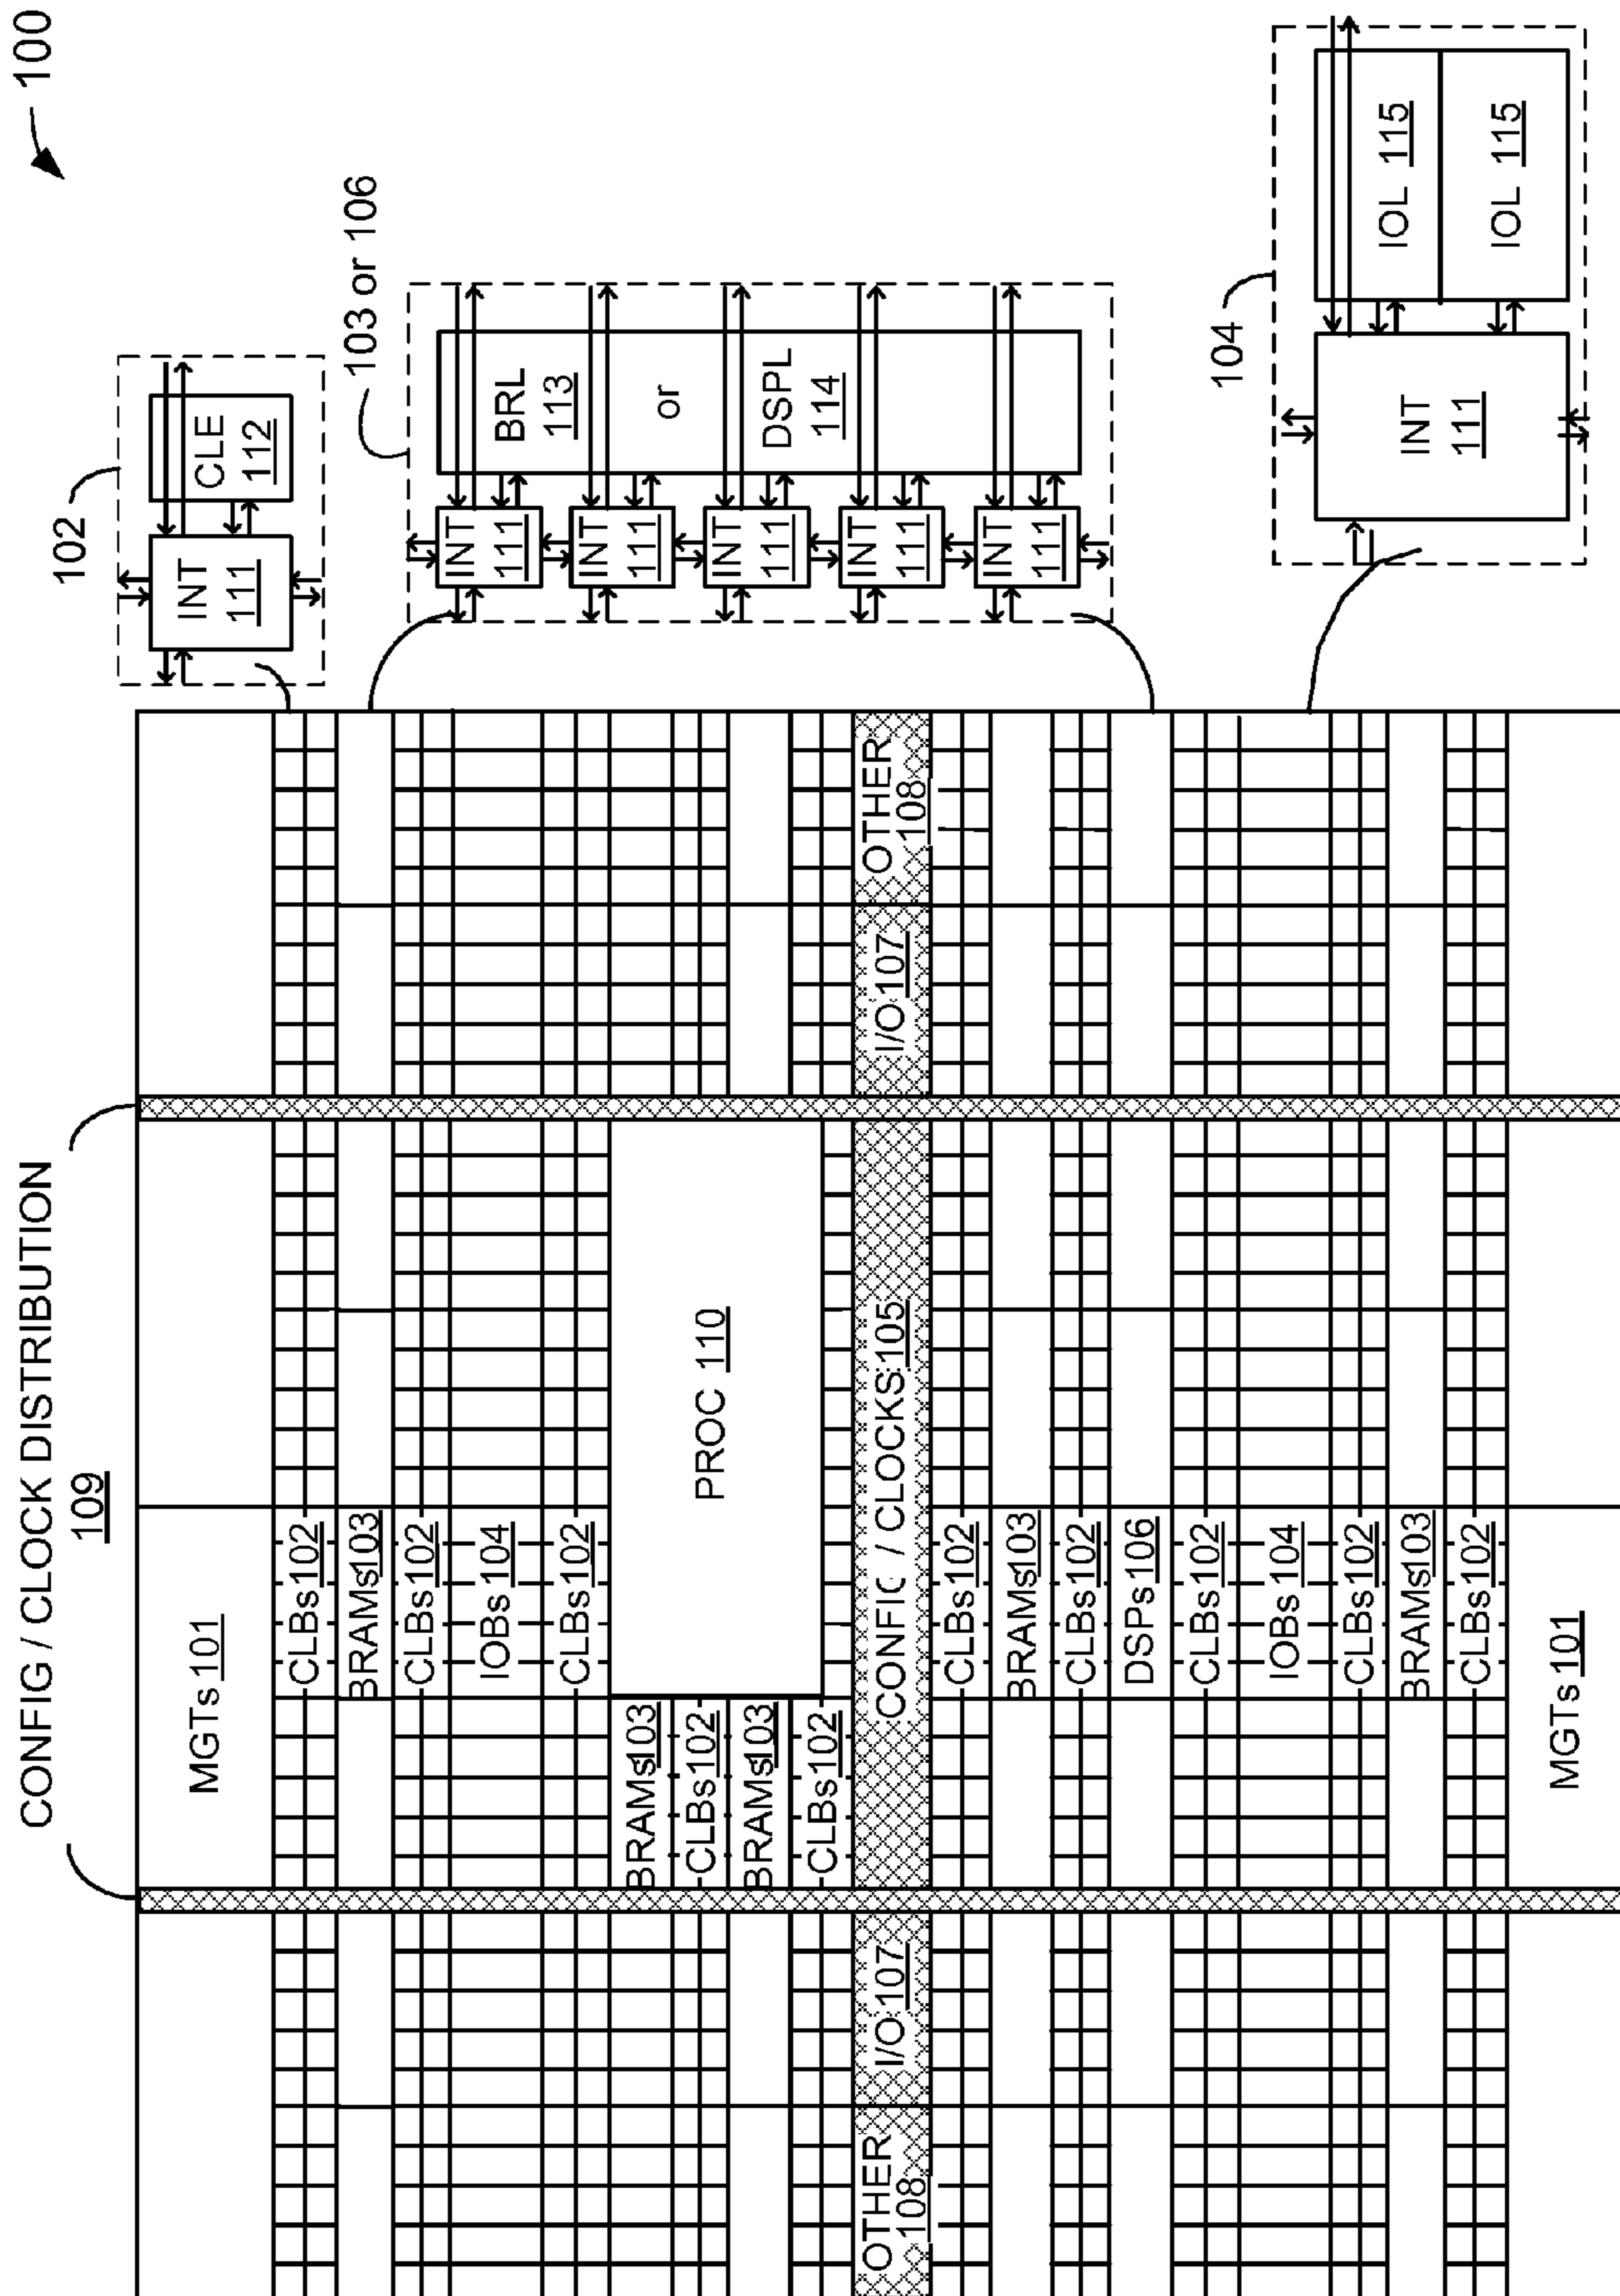 100
CONFIG / CLOCK DISTRIBUTION
109
MGTs 101
CLBs 102
BRAMs 103
CLBs 102
IOBs 104
CLBs 102
BRAMs 103
CLBs 102
BRAMs 103
CLBs 102
PROC 110
OTHER
108
I/O 107
CONFIG / CLOCKS 105
I/O 107
OTHER
108
CLBs 102
BRAMs 103
CLBs 102
DSPs 106
CLBs 102
IOBs 104
CLBs 102
BRAMs 103
CLBs 102
MGTs 101
102
INT
111
CLE
112
103 or 106
INT
111
INT
111
INT
111
INT
111
INT
111
BRL
113
or
DSPL
114
104
INT
111
IOL 115
IOL 115